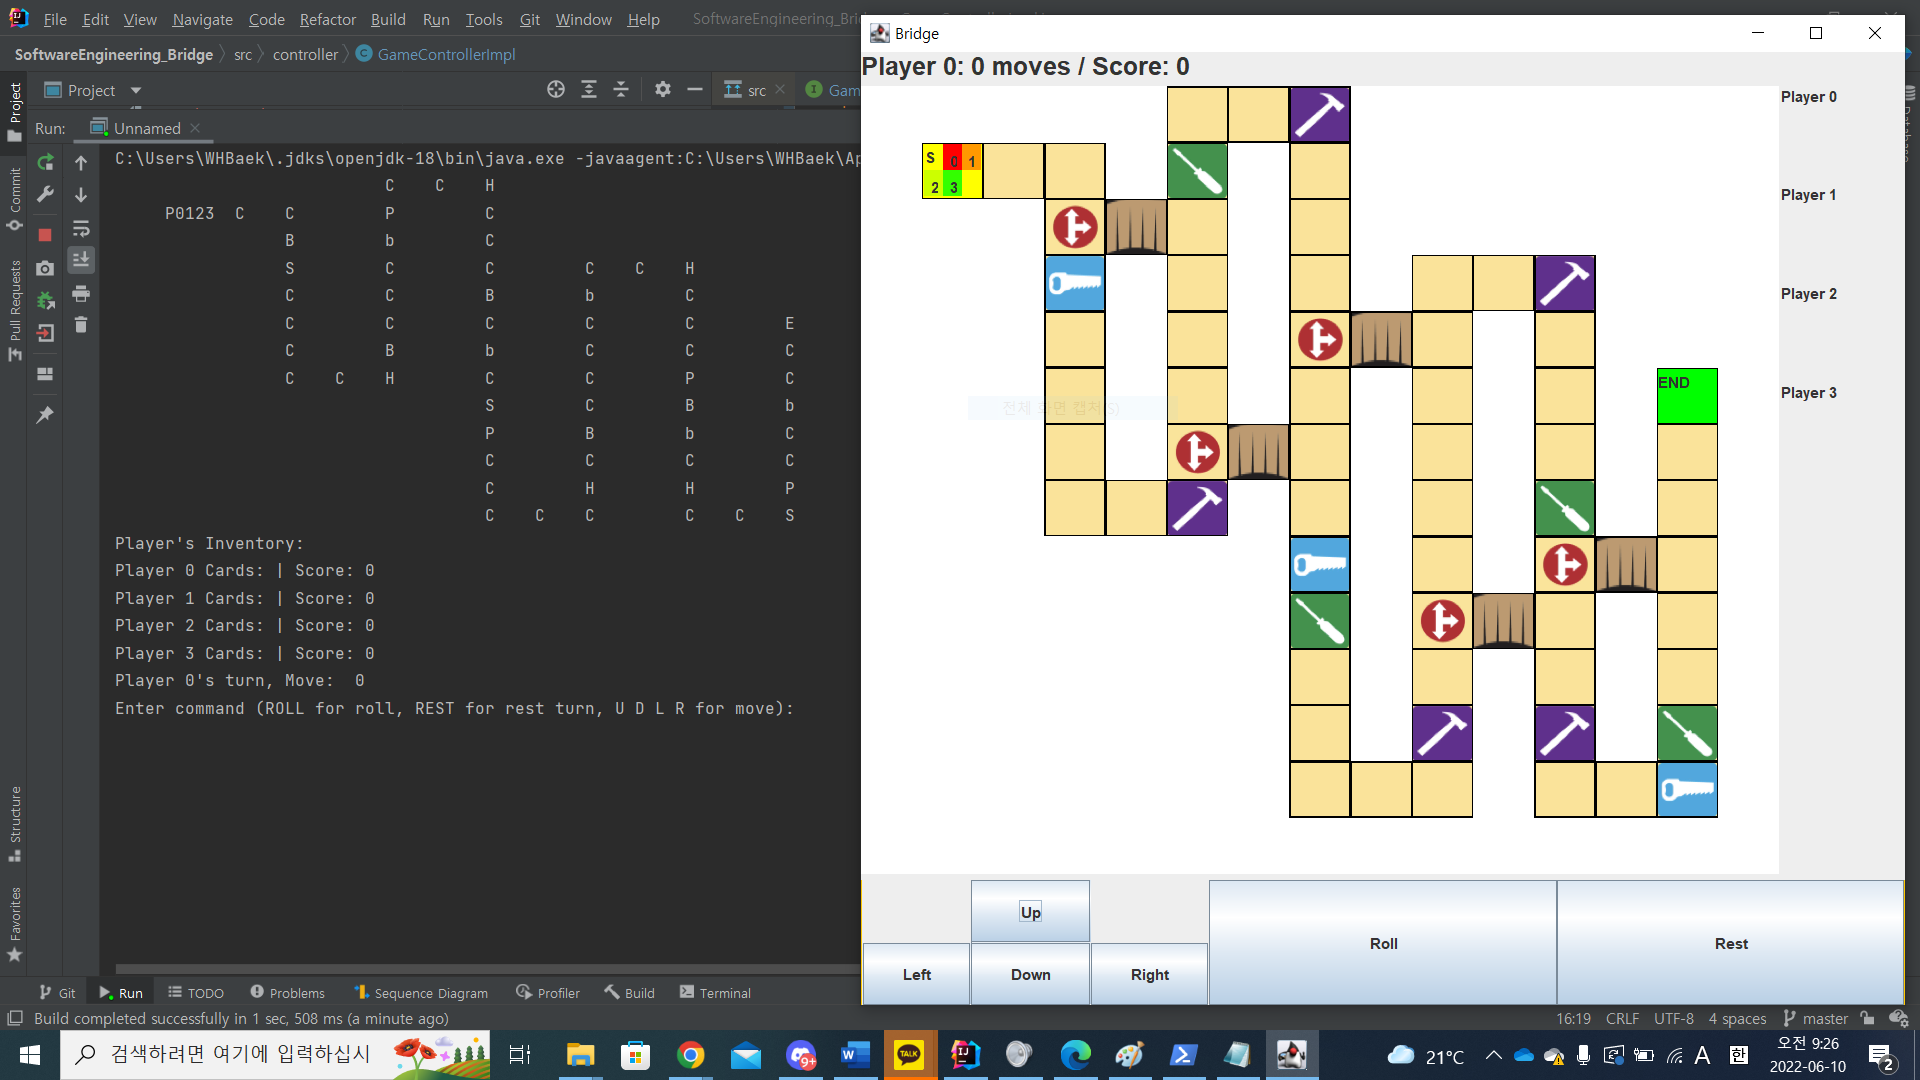 File Edit View Navigate Code Refactor Build Run Tools Git Window Help SoftwareEngineering_Bri
SoftwareEngineering_Bridge src controller GameControllerImpl
Project src Gam
Run: Unnamed
C:\Users\WHBaek\.jdks\openjdk-18\bin\java.exe -javaagent:C:\Users\WHBaek\Ap
C C H
P0123 C C P C
B b C
S C C C C H
C C B b C
C C C C C E
C B b C C C
C C H C C P C
S C B b
P B b C
C C C C
C H H P
C C C C C S
Player's Inventory:
Player 0 Cards: | Score: 0
Player 1 Cards: | Score: 0
Player 2 Cards: | Score: 0
Player 3 Cards: | Score: 0
Player 0's turn, Move: 0
Enter command (ROLL for roll, REST for rest turn, U D L R for move):
Project
Commit
Pull Requests
Structure
Favorites
Bridge
Player 0: 0 moves / Score: 0
S 0 1
2 3
END
전체 화면 캡처(S)
Player 0
Player 1
Player 2
Player 3
Up
Left Down Right
Roll
Rest
Git Run TODO Problems Sequence Diagram Profiler Build Terminal
Build completed successfully in 1 sec, 508 ms (a minute ago)
16:19 CRLF UTF-8 4 spaces master
검색하려면 여기에 입력하십시
9+
W
TALK
IJ
21°C
A
한
오전 9:26
2022-06-10
2